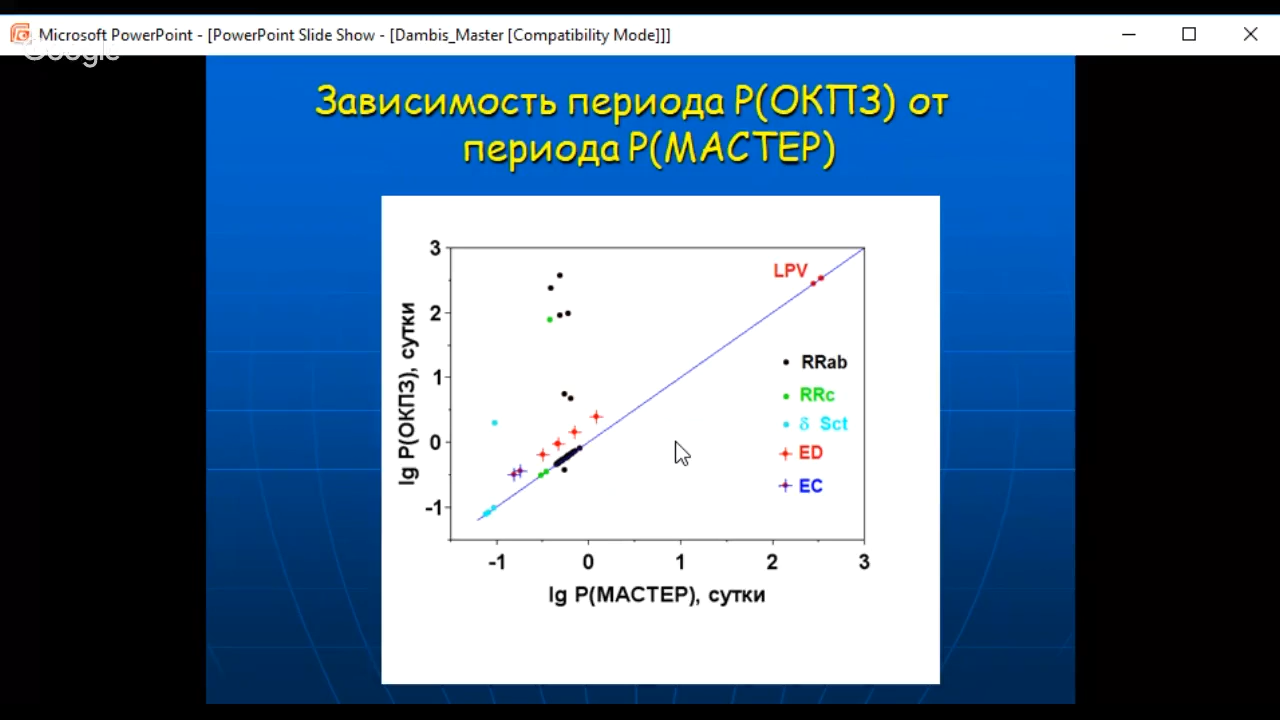 Microsoft PowerPoint - [PowerPoint Slide Show - [Dambis_Master [Compatibility Mode]]]
Google
Зависимость периода P(ОКПЗ) от
периода P(МАСТЕР)
3
2
1
0
-1
lg P(ОКПЗ), сутки
LPV
RRab
RRc
δ Sct
ED
EC
-1 0 1 2 3
lg P(МАСТЕР), сутки